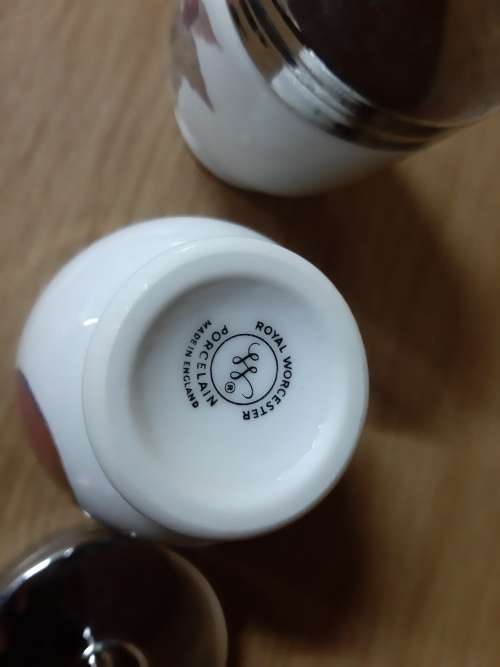 ROYAL WORCESTER
®
PORCELAIN
MADE IN ENGLAND